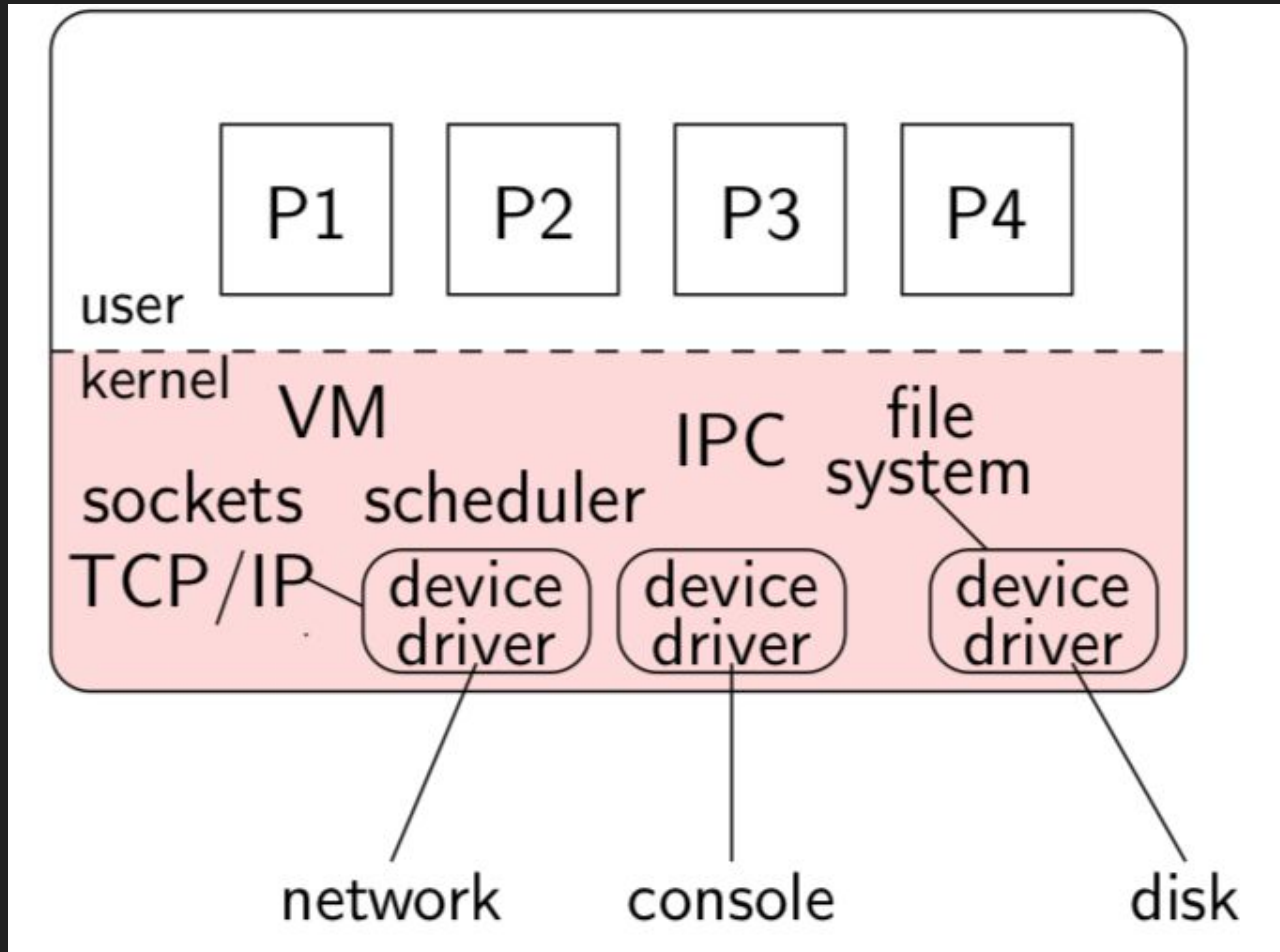 P1 P2 P3 P4
user
kernel
VM
IPC
file
system
sockets
scheduler
TCP/IP
device
driver
device
driver
device
driver
network
console
disk